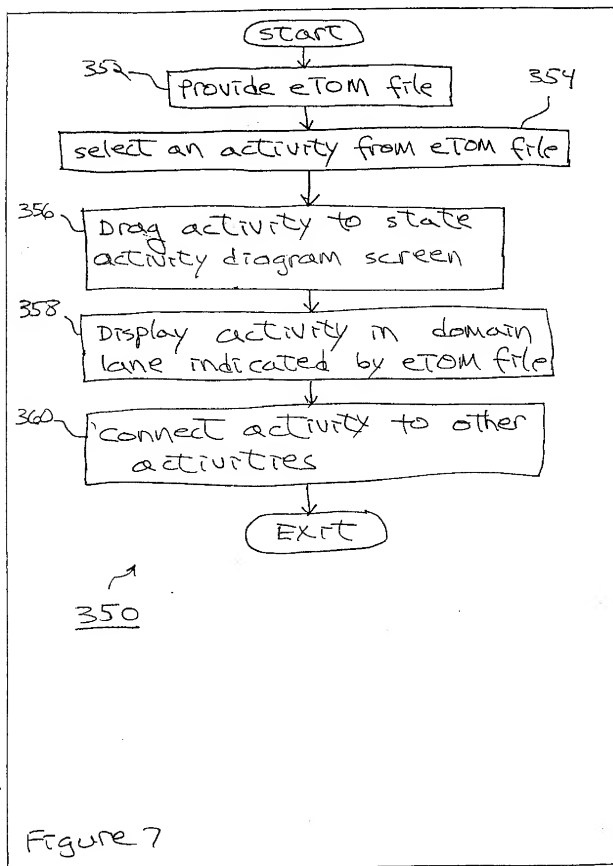 start
352
Provide eTOM file
354
select an activity from eTOM file
356
Drag activity to state
activity diagram screen
358
Display activity in domain
lane indicated by eTOM file
360
connect activity to other
activities
Exit
350
Figure 7